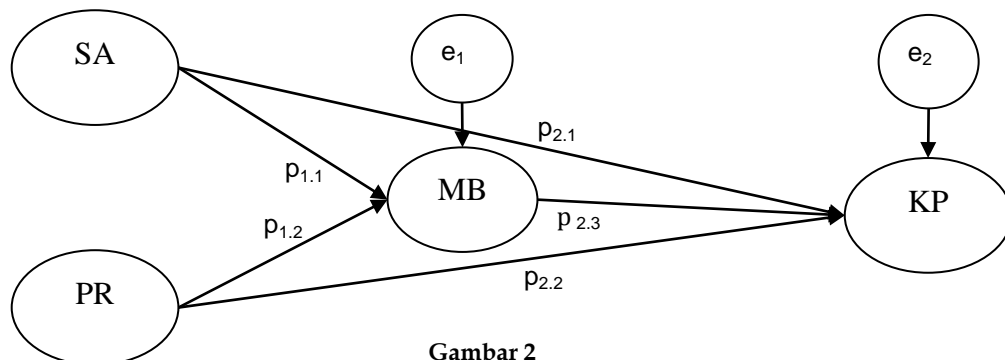 SA
e1
e2
p2.1
p1.1
MB
KP
p1.2
p 2.3
PR
p2.2
Gambar 2